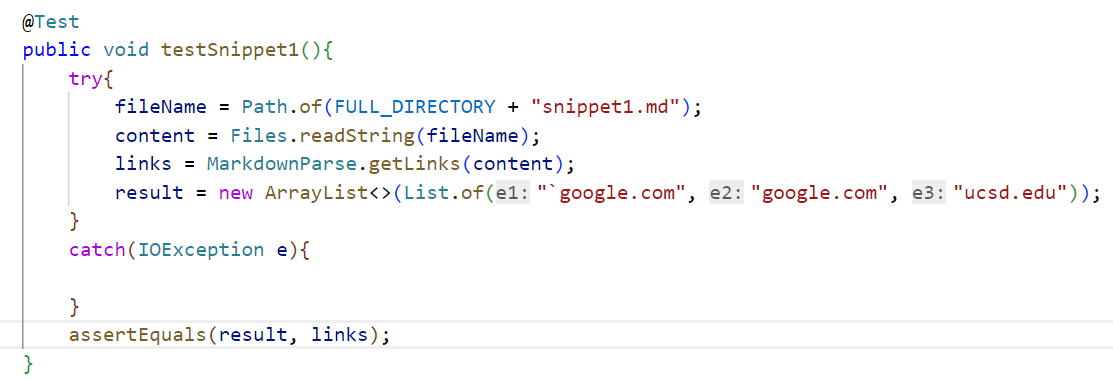 @Test
public void testSnippet1(){
try{
fileName = Path.of(FULL_DIRECTORY + "snippet1.md");
content = Files.readString(fileName);
links = MarkdownParse.getLinks(content);
result = new ArrayList<>(List.of(e1: "`google.com", e2: "google.com", e3: "ucsd.edu"));
}
catch(IOException e){
}
assertEquals(result, links);
}